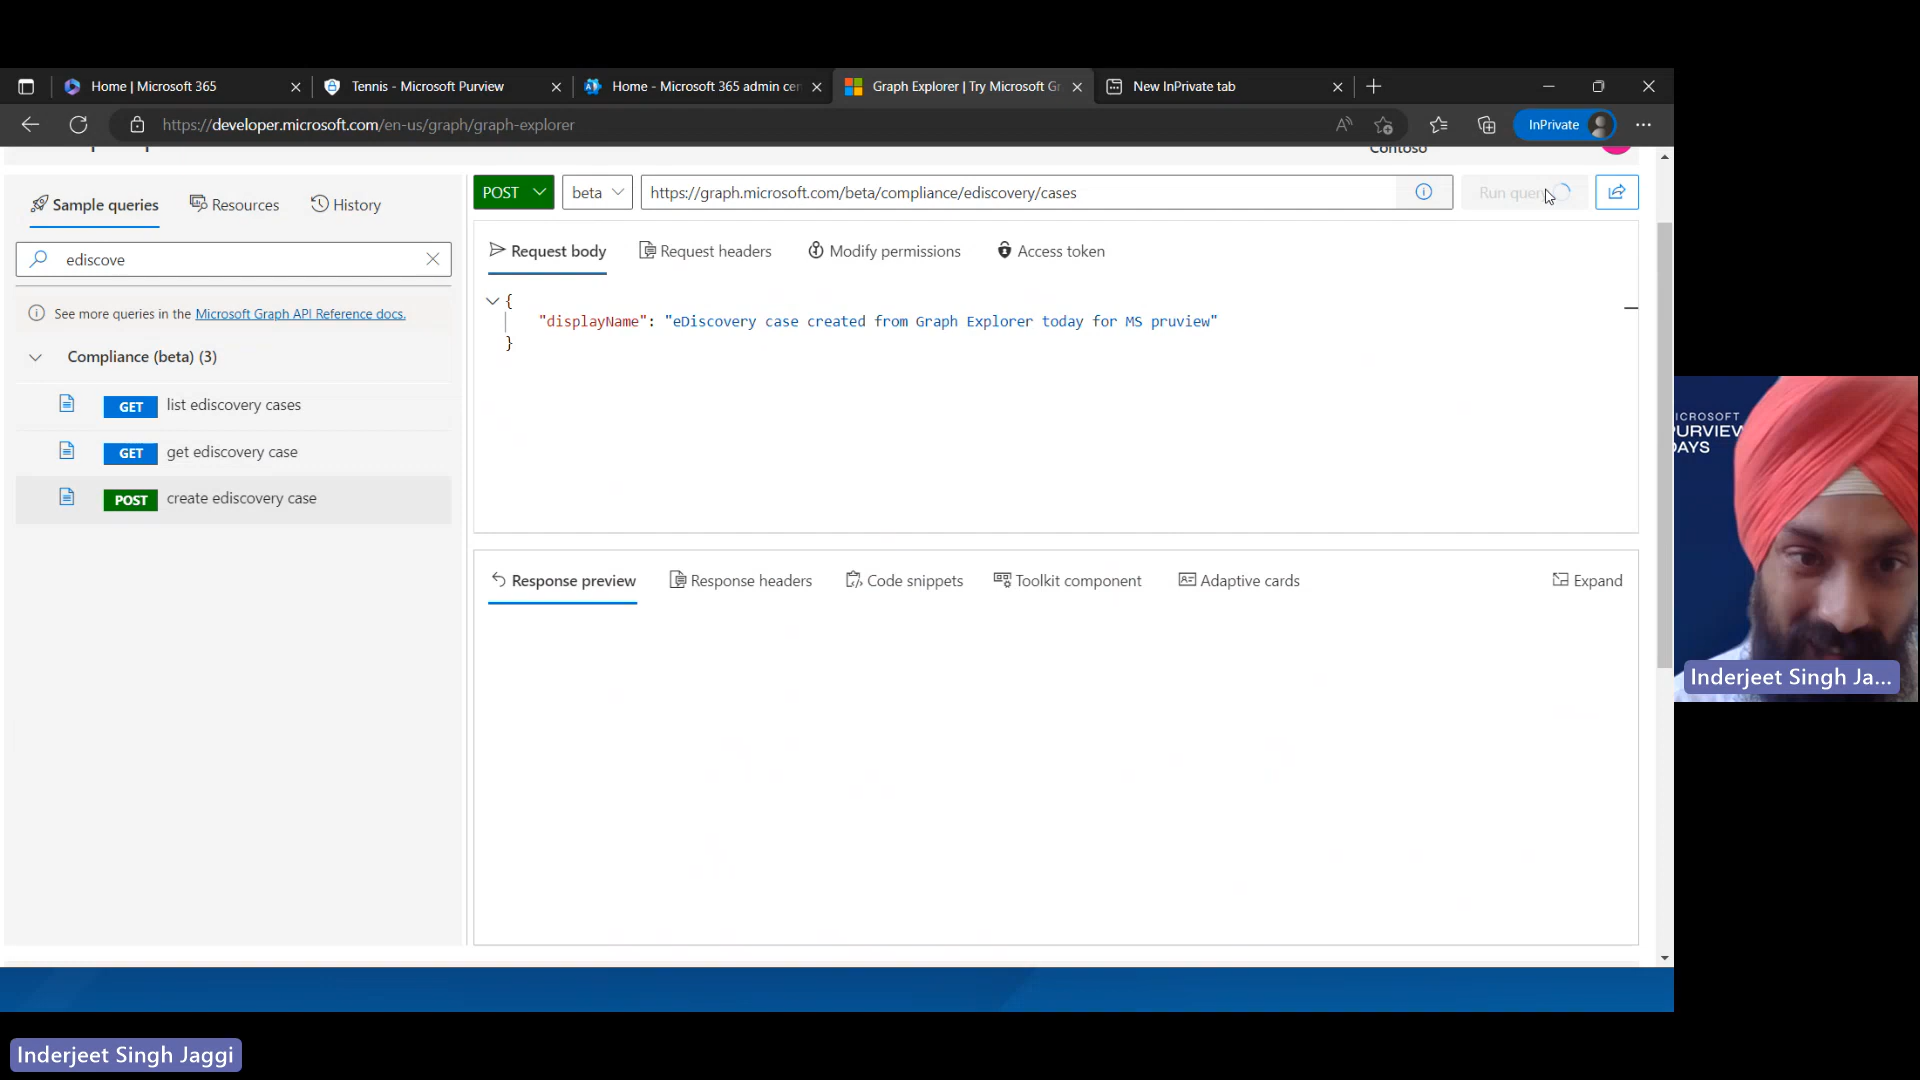 Home | Microsoft 365
Tennis - Microsoft Purview
Home - Microsoft 365 admin cen
Graph Explorer | Try Microsoft Gr
New InPrivate tab
https://developer.microsoft.com/en-us/graph/graph-explorer
InPrivate
Contoso
Sample queries
Resources
History
POST
beta
https://graph.microsoft.com/beta/compliance/ediscovery/cases
Run query
ediscove
Request body
Request headers
Modify permissions
Access token
See more queries in the Microsoft Graph API Reference docs.
{
"displayName": "eDiscovery case created from Graph Explorer today for MS pruview"
}
Compliance (beta) (3)
GET list ediscovery cases
GET get ediscovery case
POST create ediscovery case
Response preview
Response headers
Code snippets
Toolkit component
Adaptive cards
Expand
ICROSOFT
PURVIEW
DAYS
Inderjeet Singh Ja...
Inderjeet Singh Jaggi